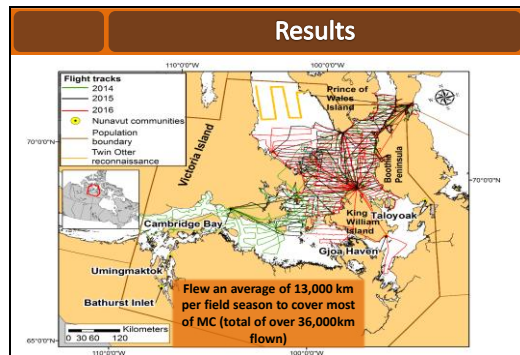 Results
110°0'0"W
100°0'0"W
Flight tracks
2014
2015
2016
Nunavut communities
Population
boundary
Twin Otter
reconnaissance
Prince of
Wales Island
70°0'0"N
70°0'0"N
Victoria Island
Boothia
Peninsula
King
William
Island
Taloyoak
Cambridge Bay
Gjoa Haven
Umingmaktok
Bathurst Inlet
Flew an average of 13,000 km
per field season to cover most
of MC (total of over 36,000km
flown)
Kilometers
0 30 60 120
65°0'0"N
110°0'0"W
100°0'0"W